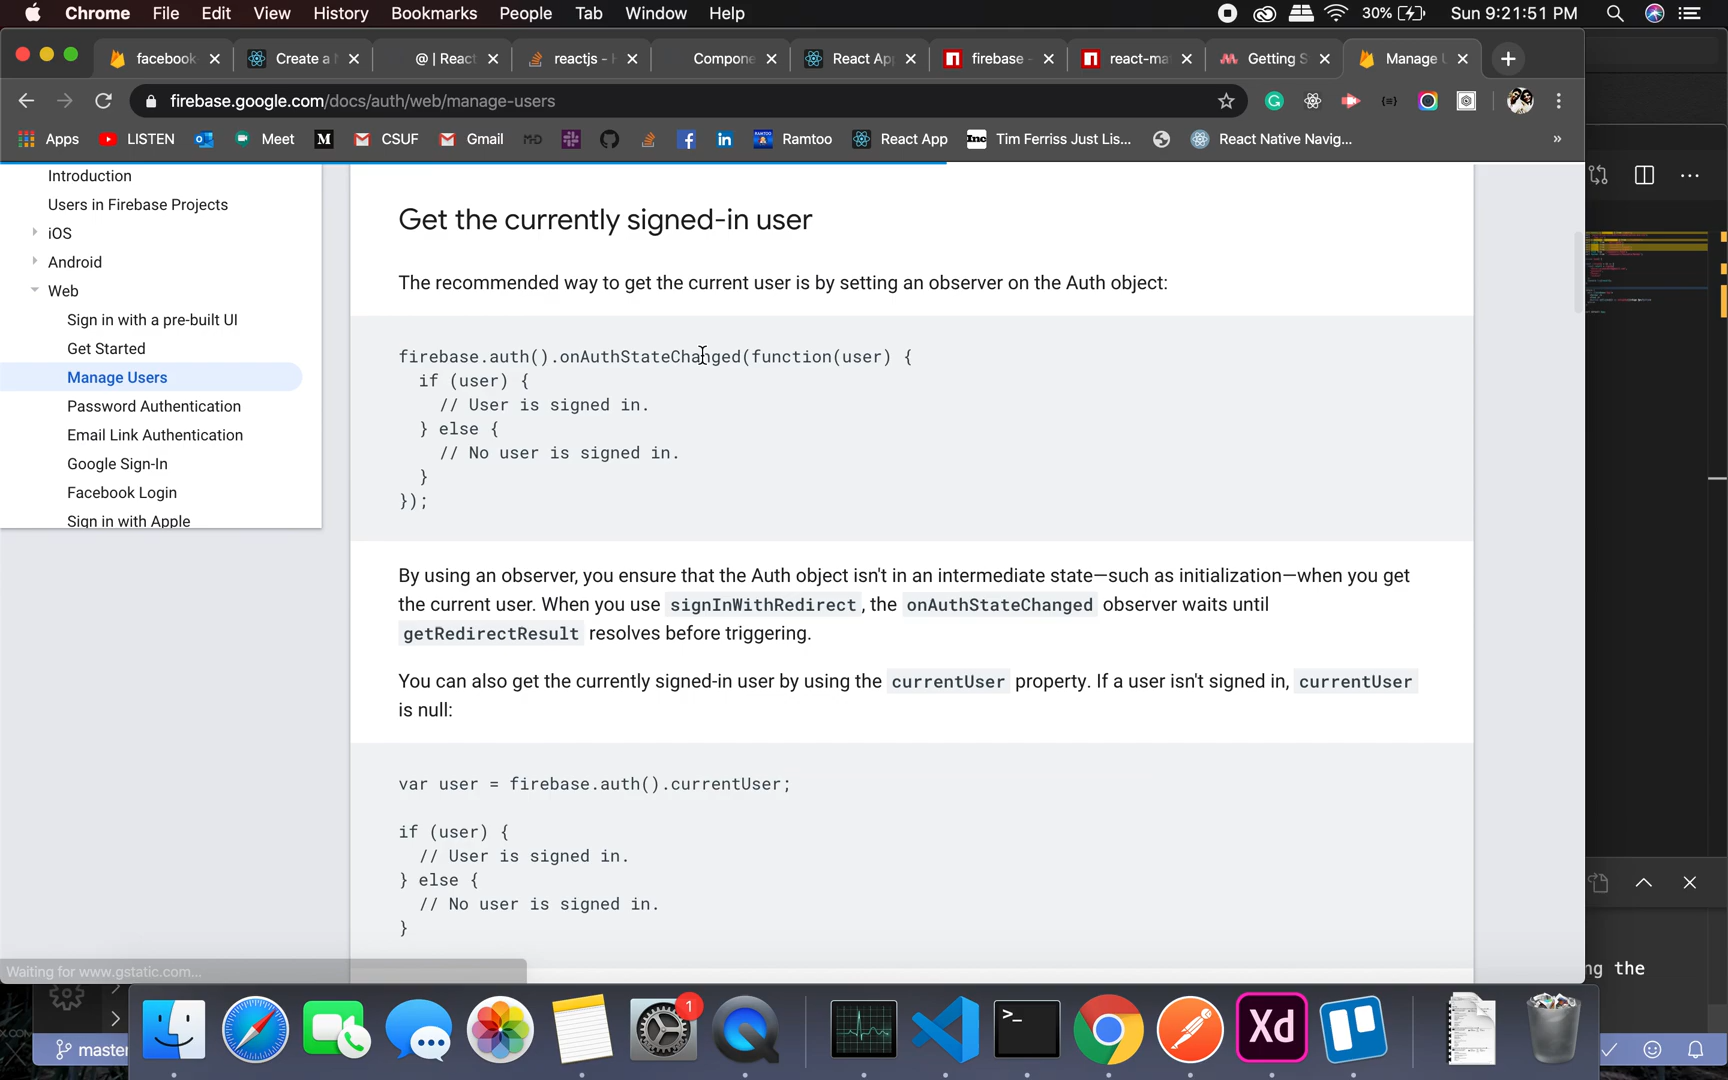 Chrome File Edit View History Bookmarks People Tab Window Help 30% Sun 9:21:51 PM
facebook Create a @ | React reactjs - Compone React Ap firebase - react-ma Getting S Manage
firebase.google.com/docs/auth/web/manage-users
Apps LISTEN Meet M CSUF Gmail Ramtoo React App Inc Tim Ferriss Just Lis... React Native Navig... »
Introduction
Users in Firebase Projects
iOS
Android
Web
Sign in with a pre-built UI
Get Started
Manage Users
Password Authentication
Email Link Authentication
Google Sign-In
Facebook Login
Sign in with Apple
Get the currently signed-in user
The recommended way to get the current user is by setting an observer on the Auth object:
firebase.auth().onAuthStateChanged(function(user) {
if (user) {
// User is signed in.
} else {
// No user is signed in.
}
});
By using an observer, you ensure that the Auth object isn't in an intermediate state—such as initialization—when you get
the current user. When you use signInWithRedirect, the onAuthStateChanged observer waits until
getRedirectResult resolves before triggering.
You can also get the currently signed-in user by using the currentUser property. If a user isn't signed in, currentUser
is null:
var user = firebase.auth().currentUser;
if (user) {
// User is signed in.
} else {
// No user is signed in.
}
Waiting for www.gstatic.com...
ng the
1
Xd
master